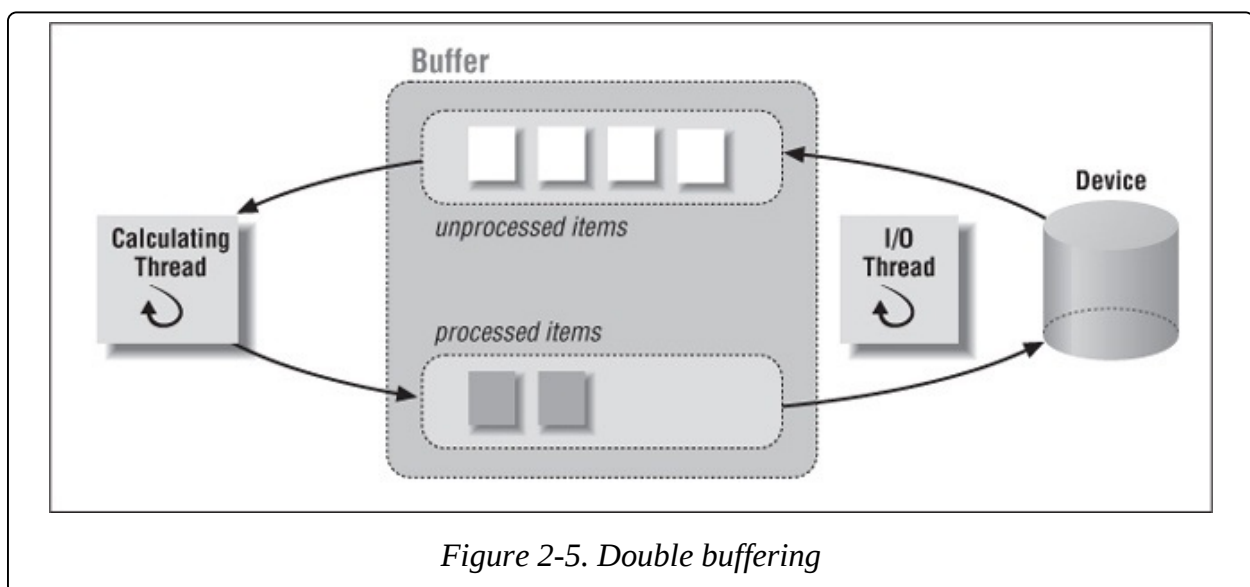 Buffer
unprocessed items
Calculating
Thread
processed items
I/O
Thread
Device
Figure 2-5. Double buffering